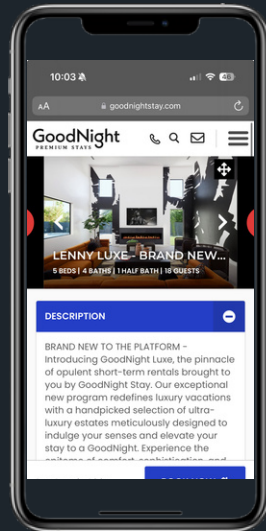 10:03
40
AA goodnightstay.com
GoodNight
PREMIUM STAYS
LENNY LUXE - BRAND NEW...
5 BEDS | 4 BATHS | 1 HALF BATH | 18 GUESTS
DESCRIPTION
BRAND NEW TO THE PLATFORM -
Introducing GoodNight Luxe, the pinnacle
of opulent short-term rentals brought to
you by GoodNight Stay. Our exceptional
new program redefines luxury vacations
with a handpicked selection of ultra-
luxury estates meticulously designed to
indulge your senses and elevate your
stay to a GoodNight. Experience the